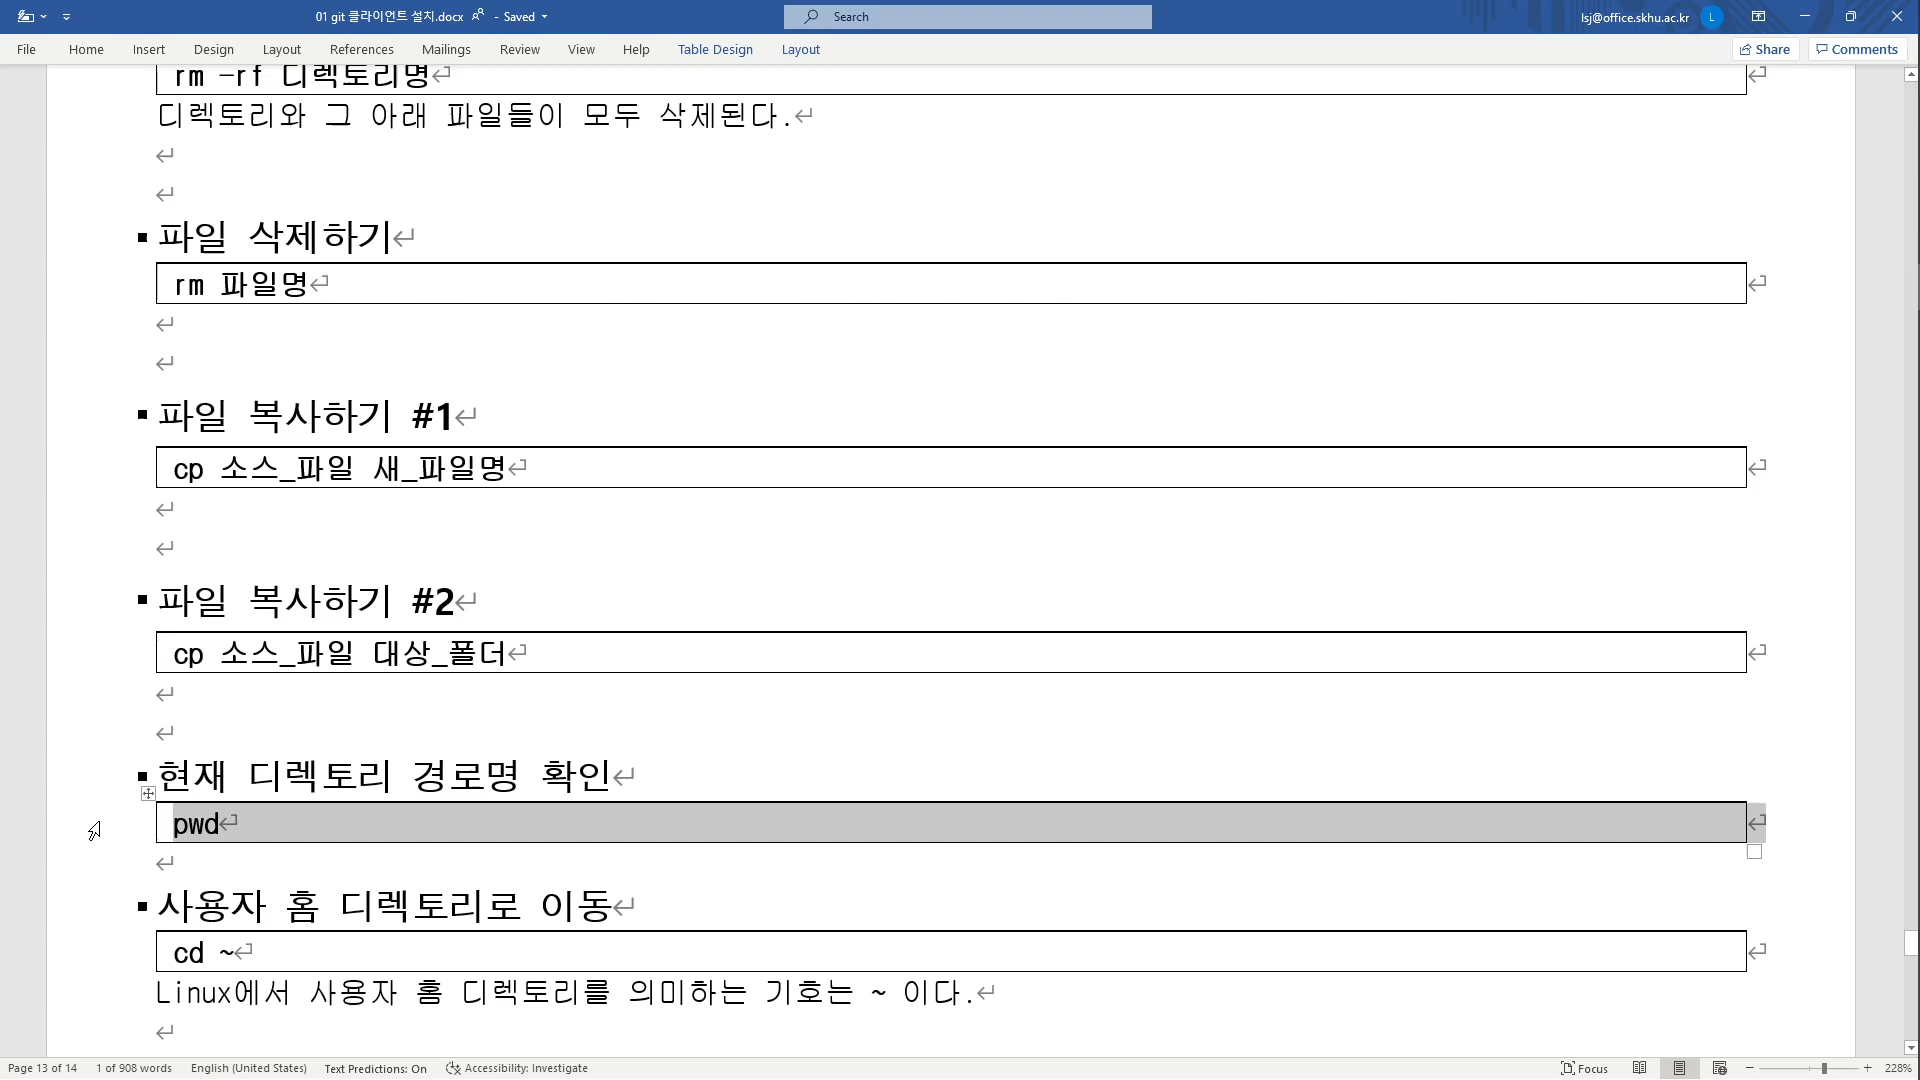 01 git 클라이언트 설치.docx - Saved
Search
lsj@office.skhu.ac.kr L
File Home Insert Design Layout References Mailings Review View Help Table Design Layout Share Comments
rm -rf 디렉토리명
디렉토리와 그 아래 파일들이 모두 삭제된다.
파일 삭제하기
rm 파일명
파일 복사하기 #1
cp 소스_파일 새_파일명
파일 복사하기 #2
cp 소스_파일 대상_폴더
현재 디렉토리 경로명 확인
pwd
사용자 홈 디렉토리로 이동
cd ~
Linux에서 사용자 홈 디렉토리를 의미하는 기호는 ~ 이다.
Page 13 of 14 1 of 908 words English (United States) Text Predictions: On Accessibility: Investigate Focus 228%